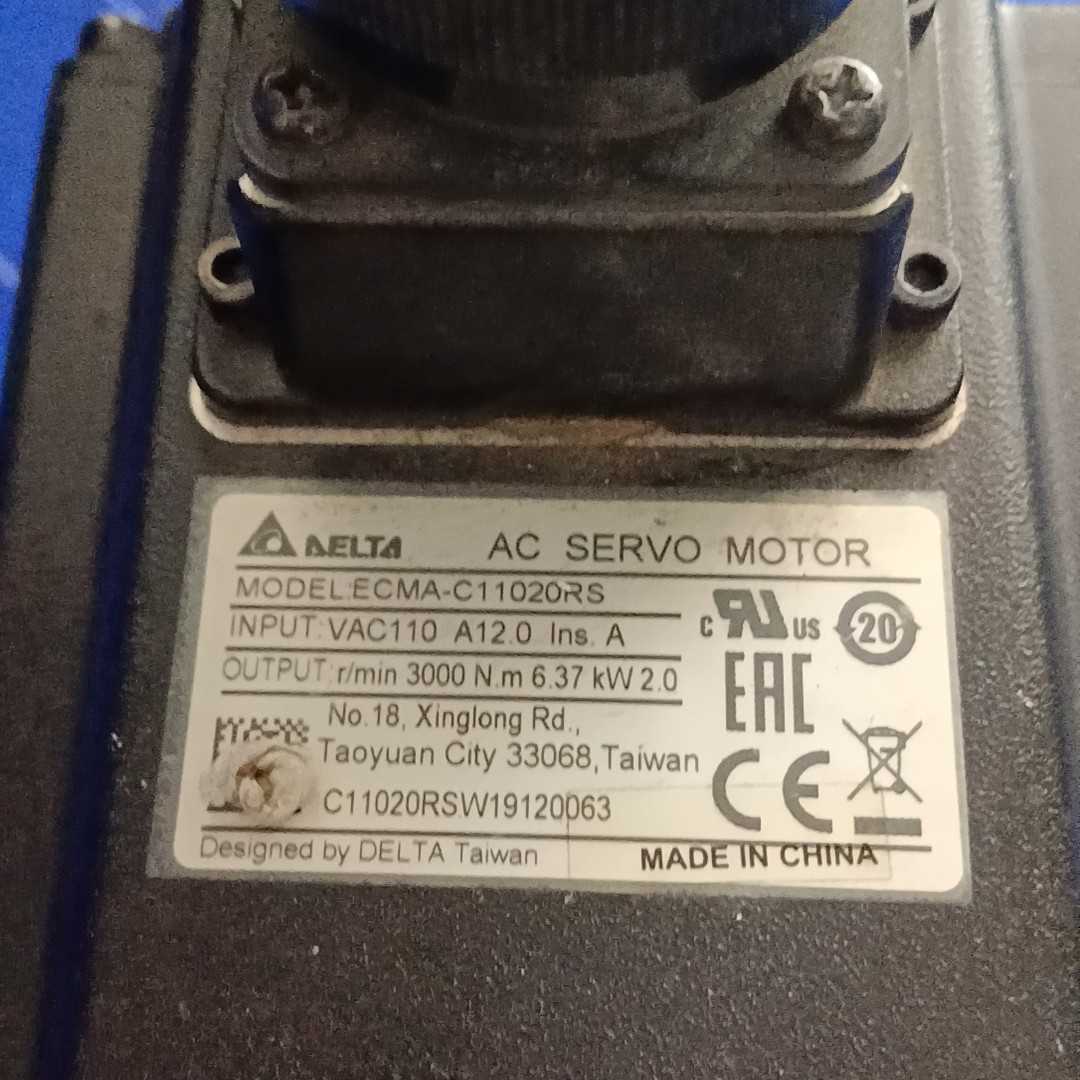 DELTA AC SERVO MOTOR
MODEL:ECMA-C11020RS
INPUT: VAC110 A12.0 Ins. A
OUTPUT: r/min 3000 N.m 6.37 kW 2.0
c RU US 20
EAC
No.18, Xinglong Rd.,
Taoyuan City 33068, Taiwan
CE
C11020RSW19120063
Designed by DELTA Taiwan MADE IN CHINA